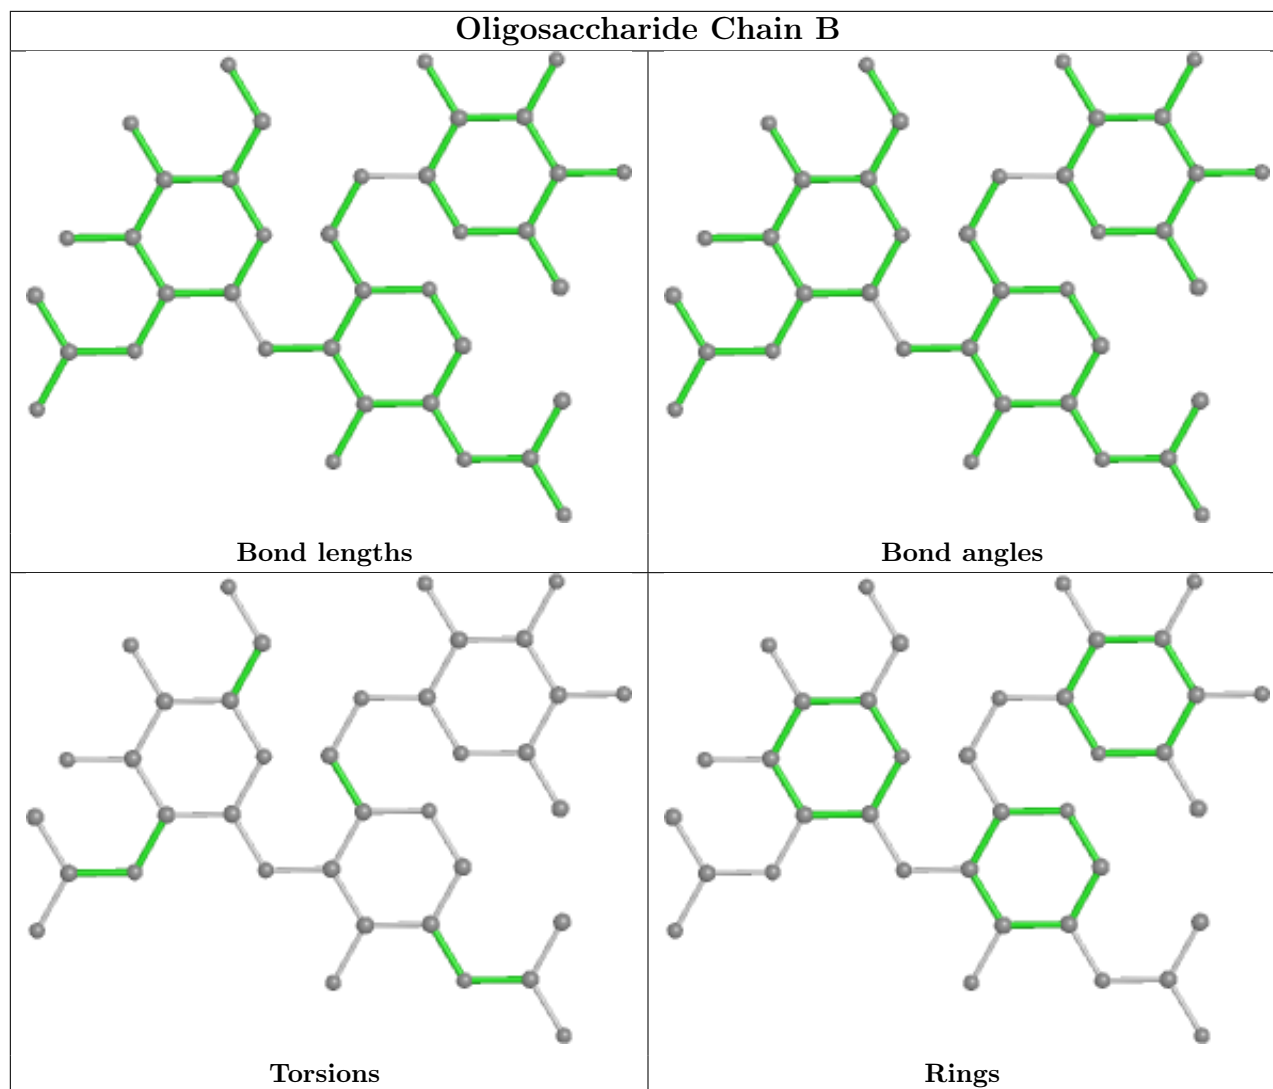 Oligosaccharide Chain B
Bond lengths
Bond angles
Torsions
Rings